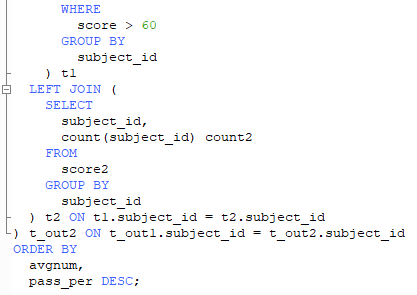 WHERE
score > 60
GROUP BY
subject_id
) t1
LEFT JOIN (
SELECT
subject_id,
count(subject_id) count2
FROM
score2
GROUP BY
subject_id
) t2 ON t1.subject_id = t2.subject_id
) t_out2 ON t_out1.subject_id = t_out2.subject_id
ORDER BY
avgnum,
pass_per DESC;